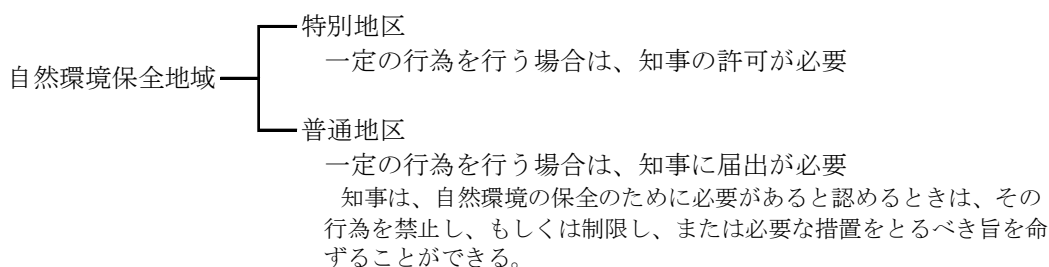 特別地区
一定の行為を行う場合は、知事の許可が必要
自然環境保全地域
普通地区
一定の行為を行う場合は、知事に届出が必要
知事は、自然環境の保全のために必要があると認めるときは、その
行為を禁止し、もしくは制限し、または必要な措置をとるべき旨を命
ずることができる。